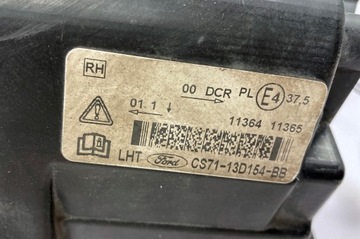 RH
00 DCR PL E4 37,5
01.1
11364 11365
LHT Ford CS71-13D154-BB